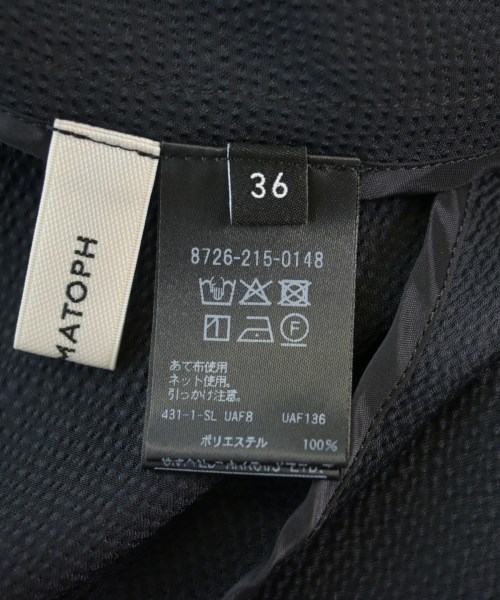 36
MATOPH
8726-215-0148
F
あて布使用
ネット使用。
引っかけ注意。
431-1-SL UAF8 UAF136
ポリエステル 100%